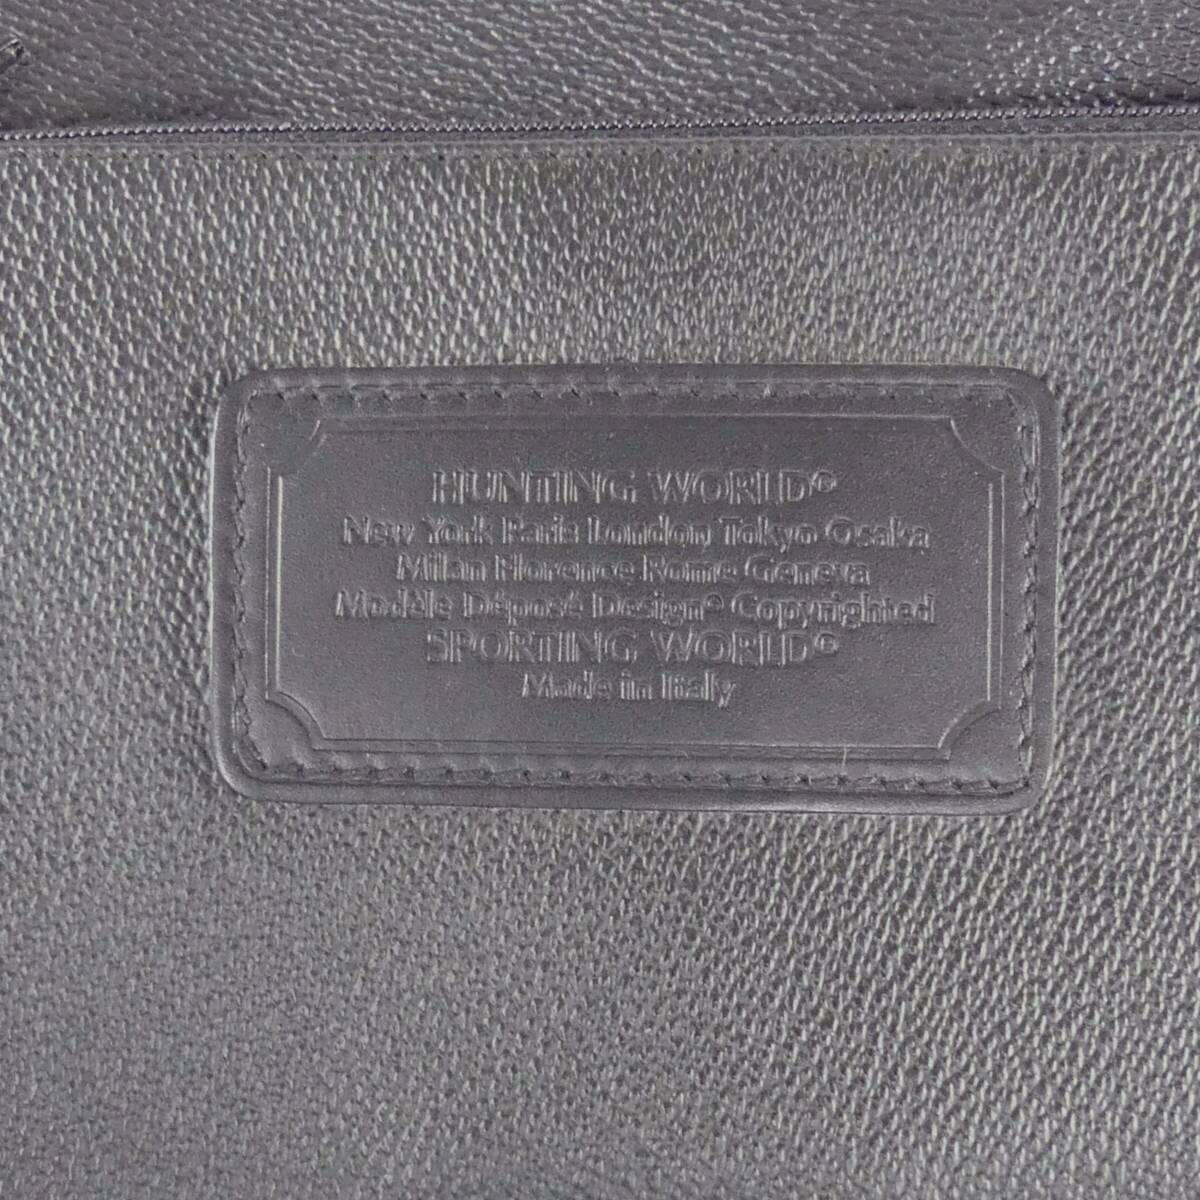 HUNTING WORLD®
New York Paris London Tokyo Osaka
Milan Florence Rome Geneva
Modèle Déposé Design® Copyrighted
SPORTING WORLD®
Made in Italy